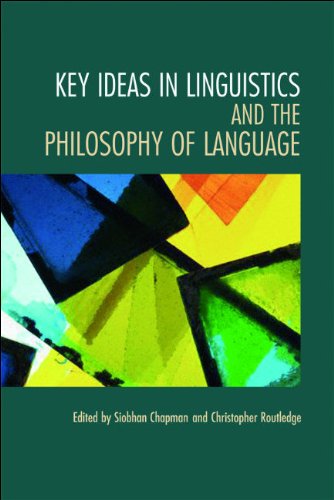 KEY IDEAS IN LINGUISTICS
AND THE
PHILOSOPHY OF LANGUAGE
Edited by Siobhan Chapman and Christopher Routledge